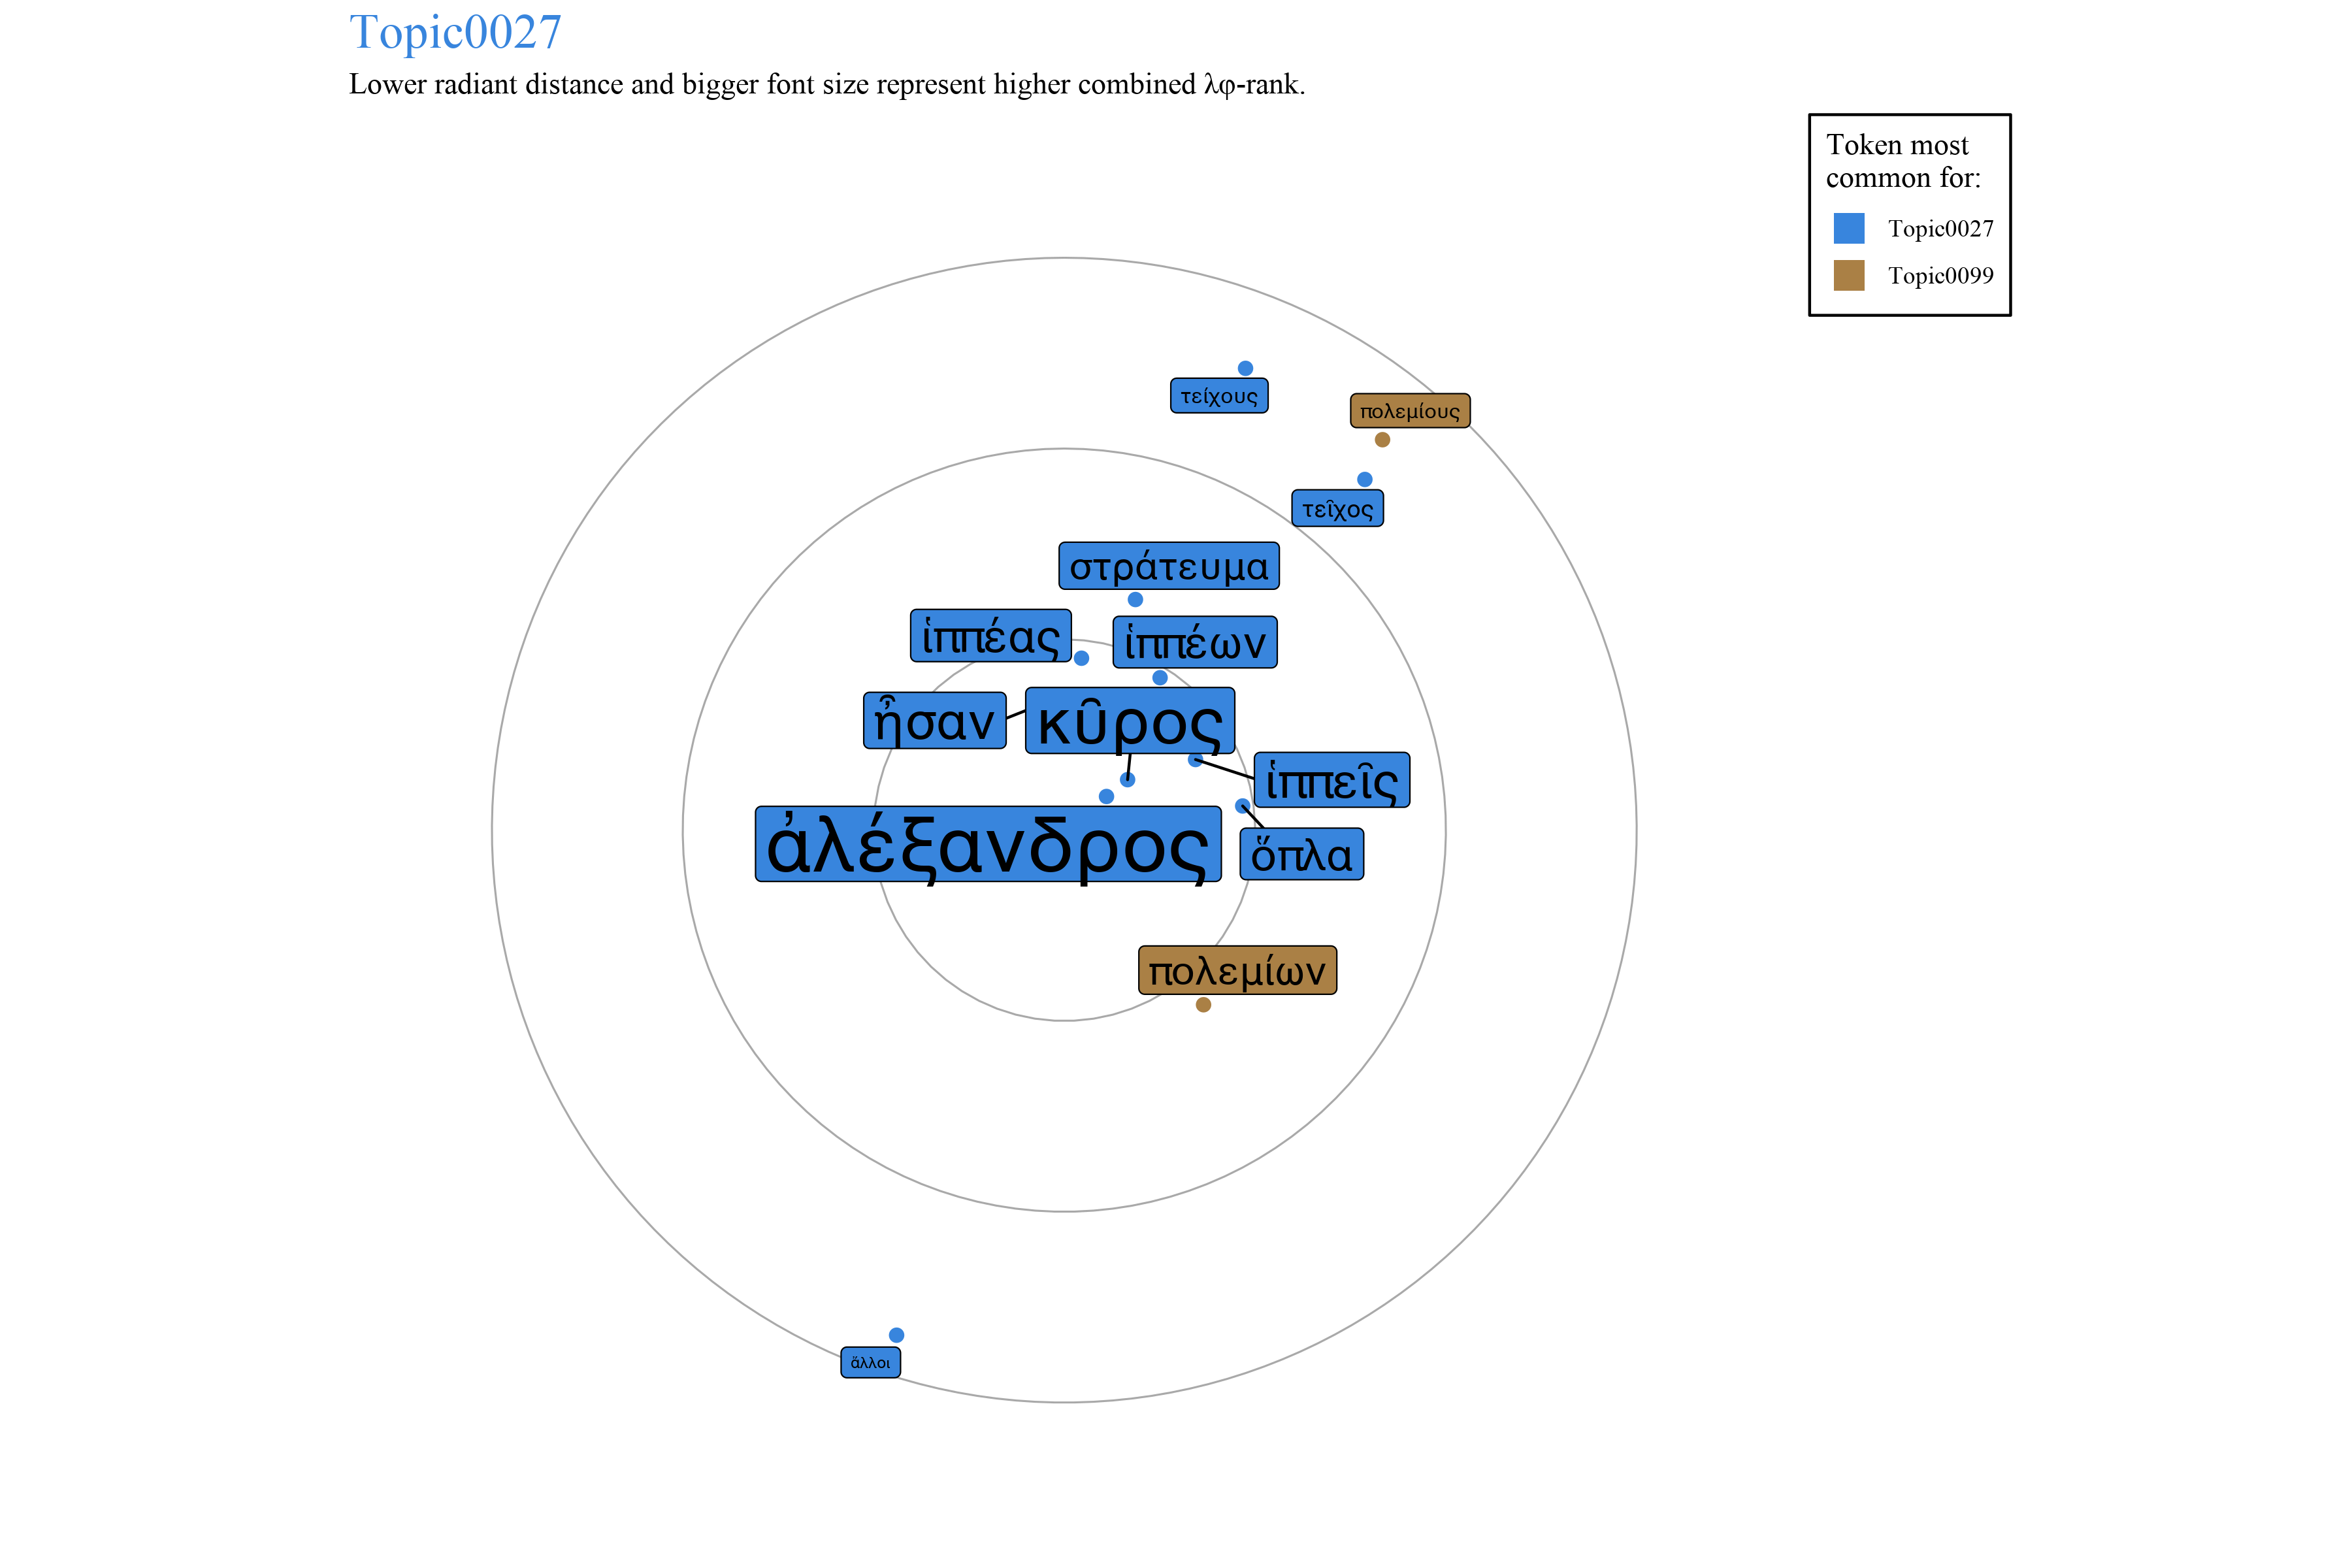 Topic0027
Lower radiant distance and bigger font size represent higher combined λφ-rank.
Token most
common for:
Topic0027
Topic0099
τείχους
πολεμίους
τεῖχος
στράτευμα
ἱππέας
ἱππέων
ἦσαν
κῦρος
ἱππεῖς
ἀλέξανδρος
ὅπλα
πολεμίων
ἄλλοι